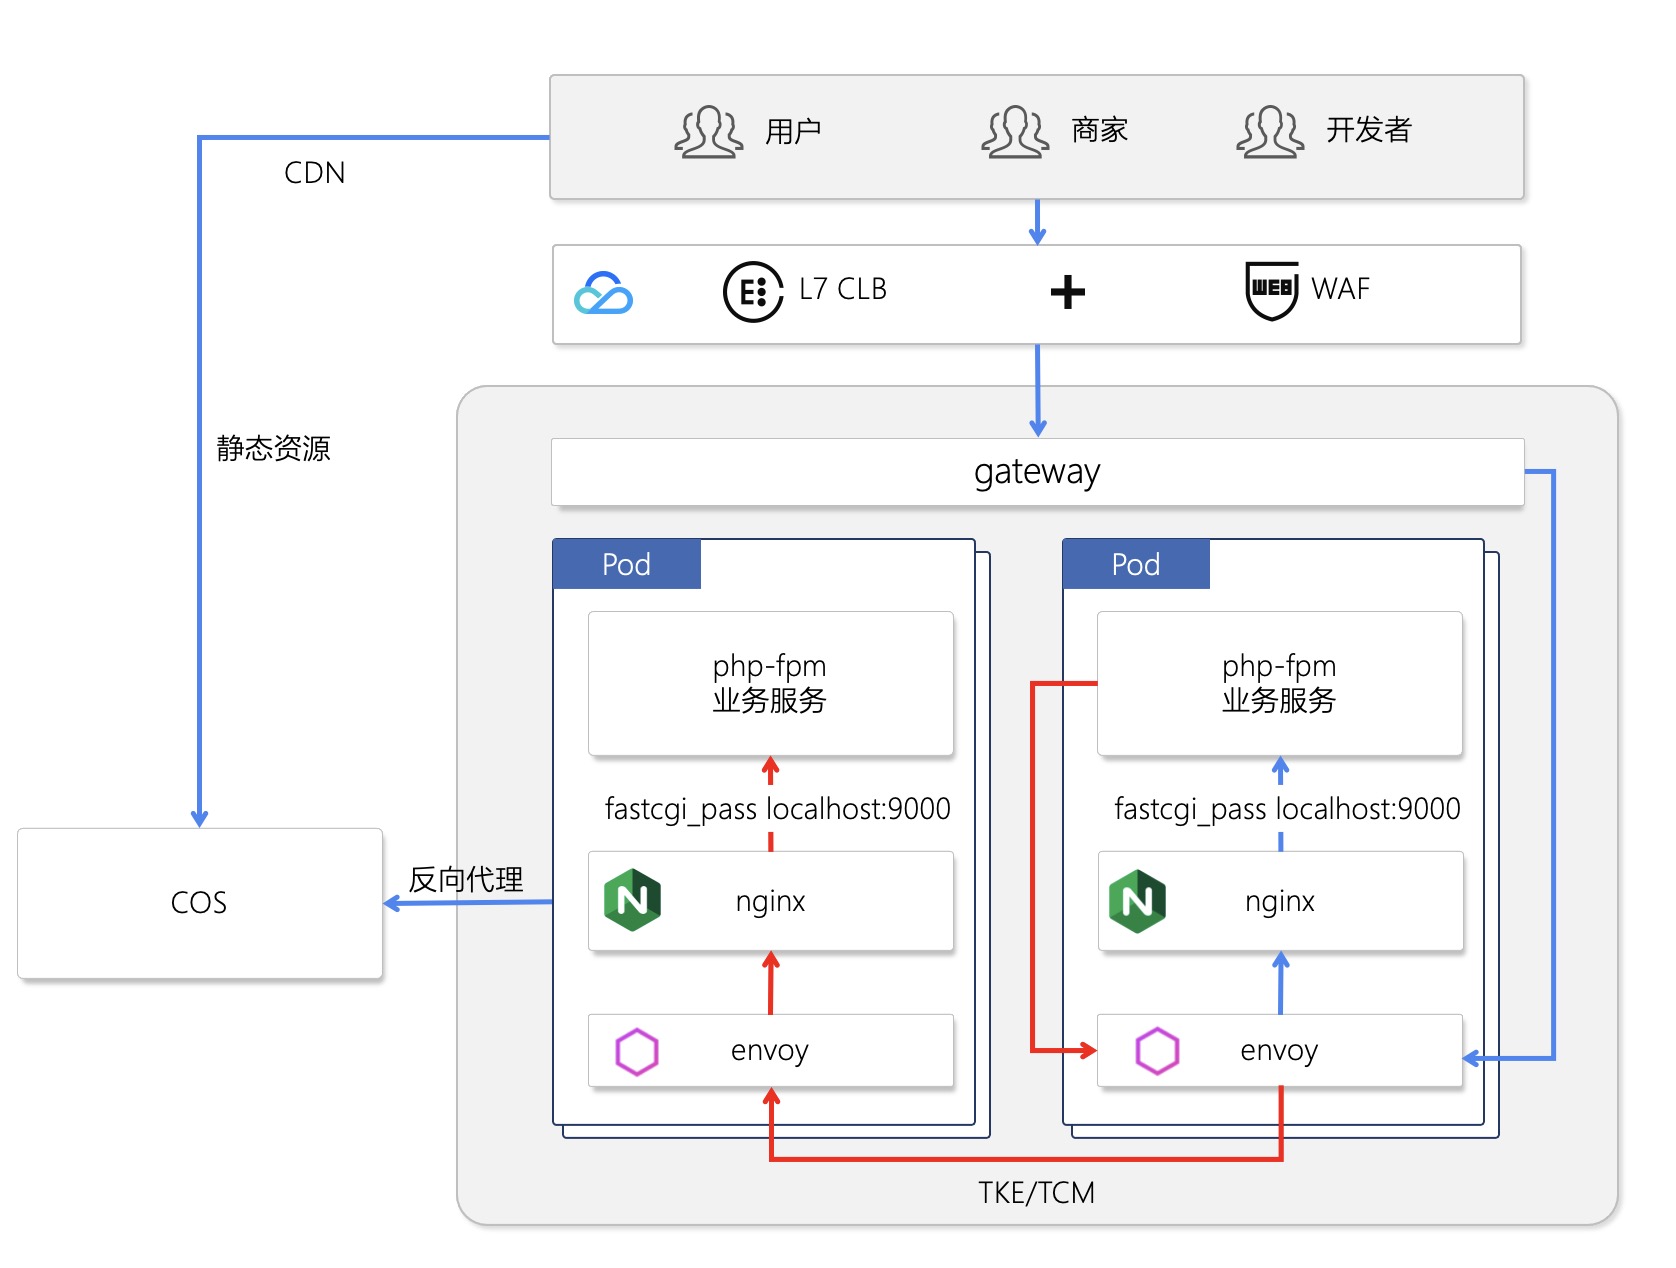 用户
商家
开发者
CDN
L7 CLB
+
WEB
WAF
静态资源
gateway
Pod
Pod
php-fpm
业务服务
php-fpm
业务服务
fastcgi_pass localhost:9000
fastcgi_pass localhost:9000
反向代理
COS
N
nginx
N
nginx
envoy
envoy
TKE/TCM